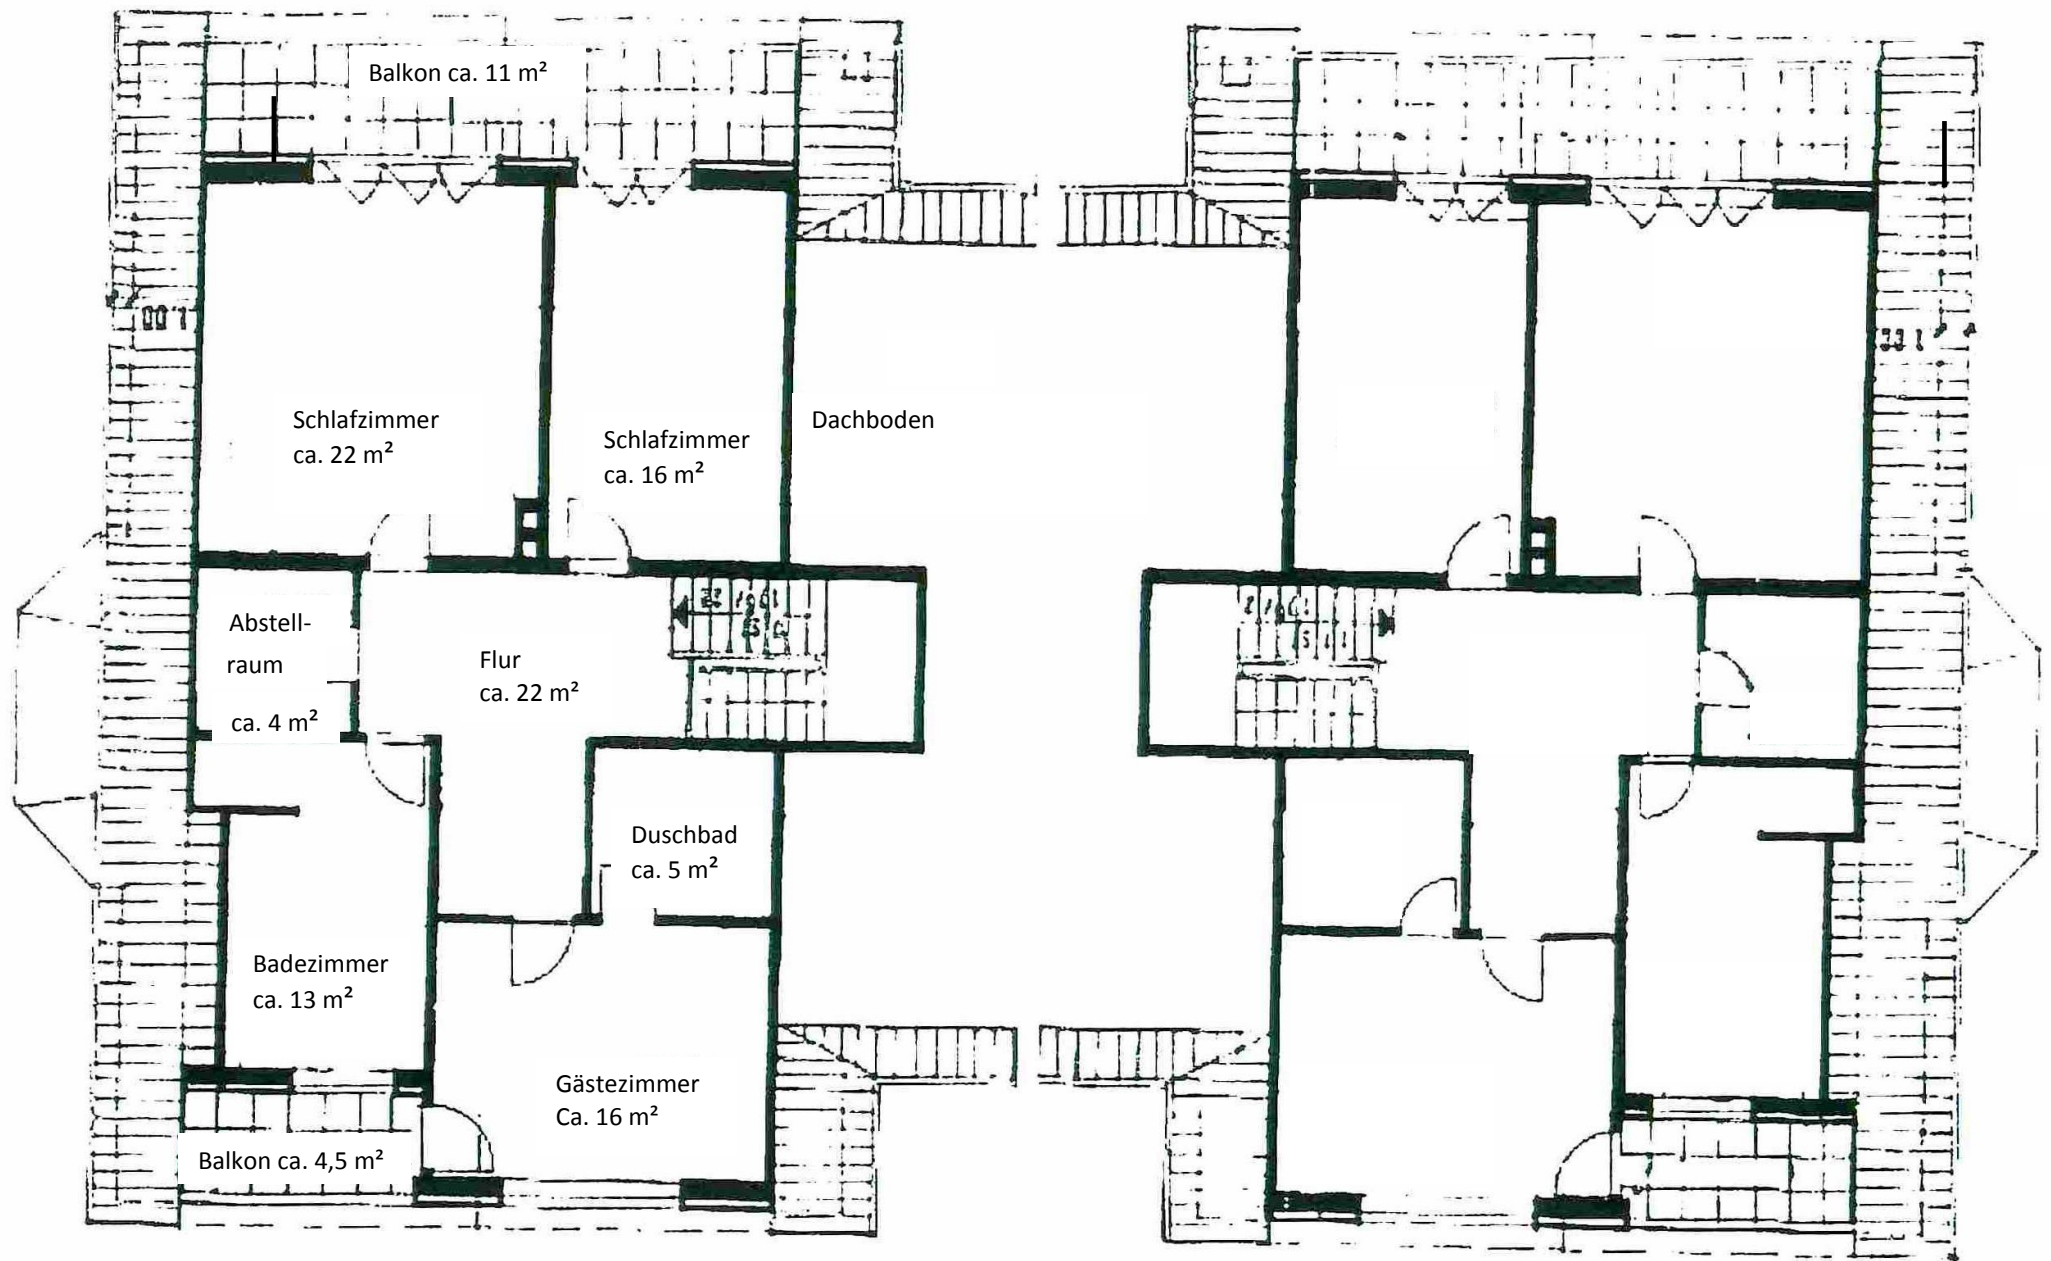 Balkon ca. 11 m²
Schlafzimmer
ca. 22 m²
Schlafzimmer
ca. 16 m²
Dachboden
Abstell-
raum
ca. 4 m²
Flur
ca. 22 m²
Duschbad
ca. 5 m²
Badezimmer
ca. 13 m²
Gästezimmer
Ca. 16 m²
Balkon ca. 4,5 m²